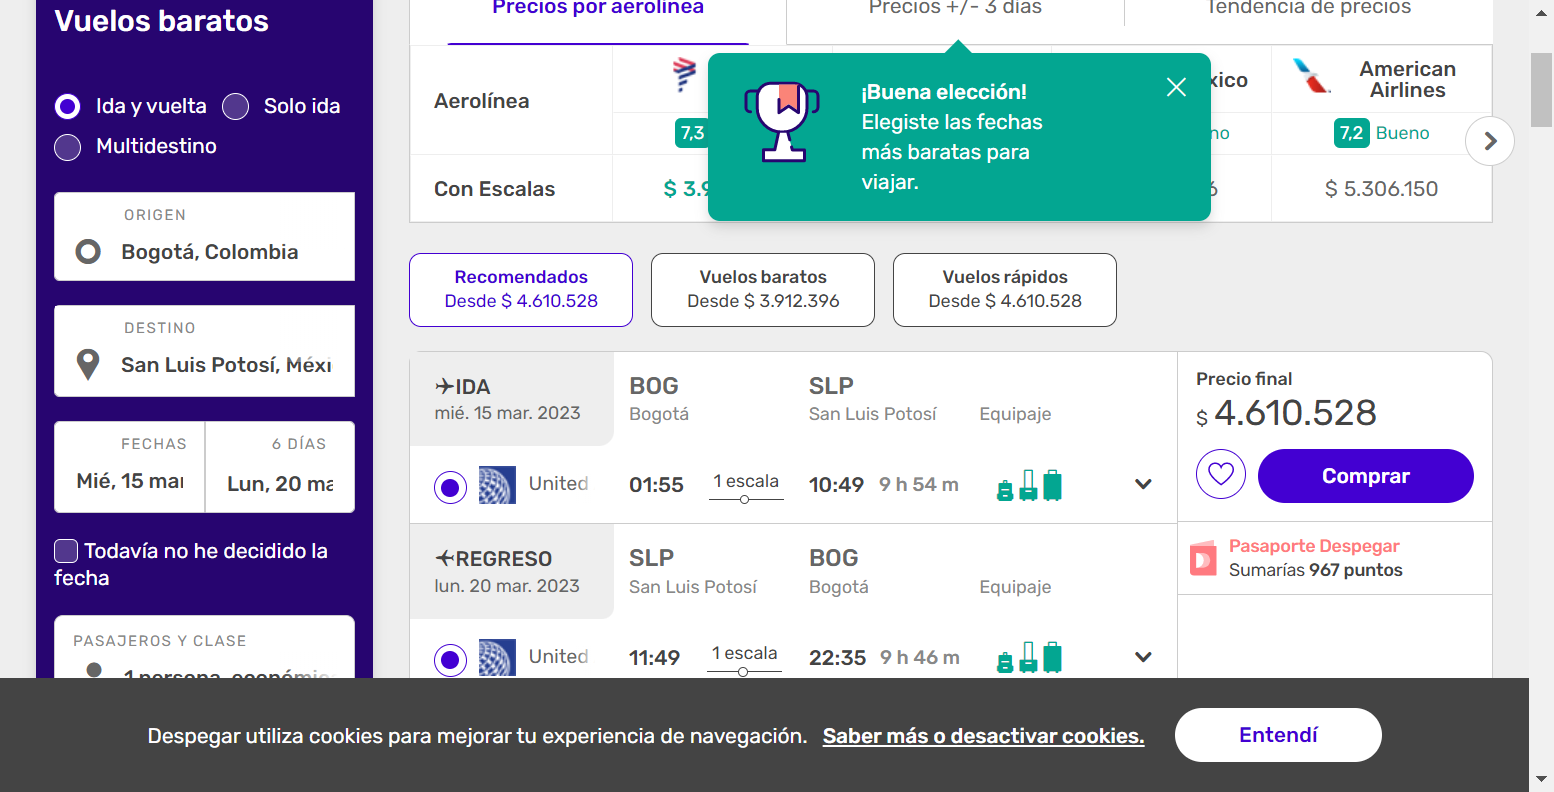 Vuelos baratos
Ida y vuelta
Solo ida
Multidestino
ORIGEN
Bogotá, Colombia
DESTINO
San Luis Potosí, Méxi
FECHAS
6 DÍAS
Mié, 15 mar
Lun, 20 ma
Todavía no he decidido la
fecha
PASAJEROS Y CLASE
1 persona, económic
Precios por aerolínea
Precios +/- 3 días
Tendencia de precios
Aerolínea
xico
American
Airlines
7,3
no
7,2 Bueno
Con Escalas
$ 3.9
6
$ 5.306.150
¡Buena elección!
Elegiste las fechas
más baratas para
viajar.
Recomendados
Desde $ 4.610.528
Vuelos baratos
Desde $ 3.912.396
Vuelos rápidos
Desde $ 4.610.528
IDA
mié. 15 mar. 2023
BOG
Bogotá
SLP
San Luis Potosí
Equipaje
United
01:55
1 escala
10:49
9 h 54 m
REGRESO
lun. 20 mar. 2023
SLP
San Luis Potosí
BOG
Bogotá
Equipaje
United
11:49
1 escala
22:35
9 h 46 m
Precio final
$ 4.610.528
Comprar
Pasaporte Despegar
Sumarías 967 puntos
Despegar utiliza cookies para mejorar tu experiencia de navegación. Saber más o desactivar cookies.
Entendí